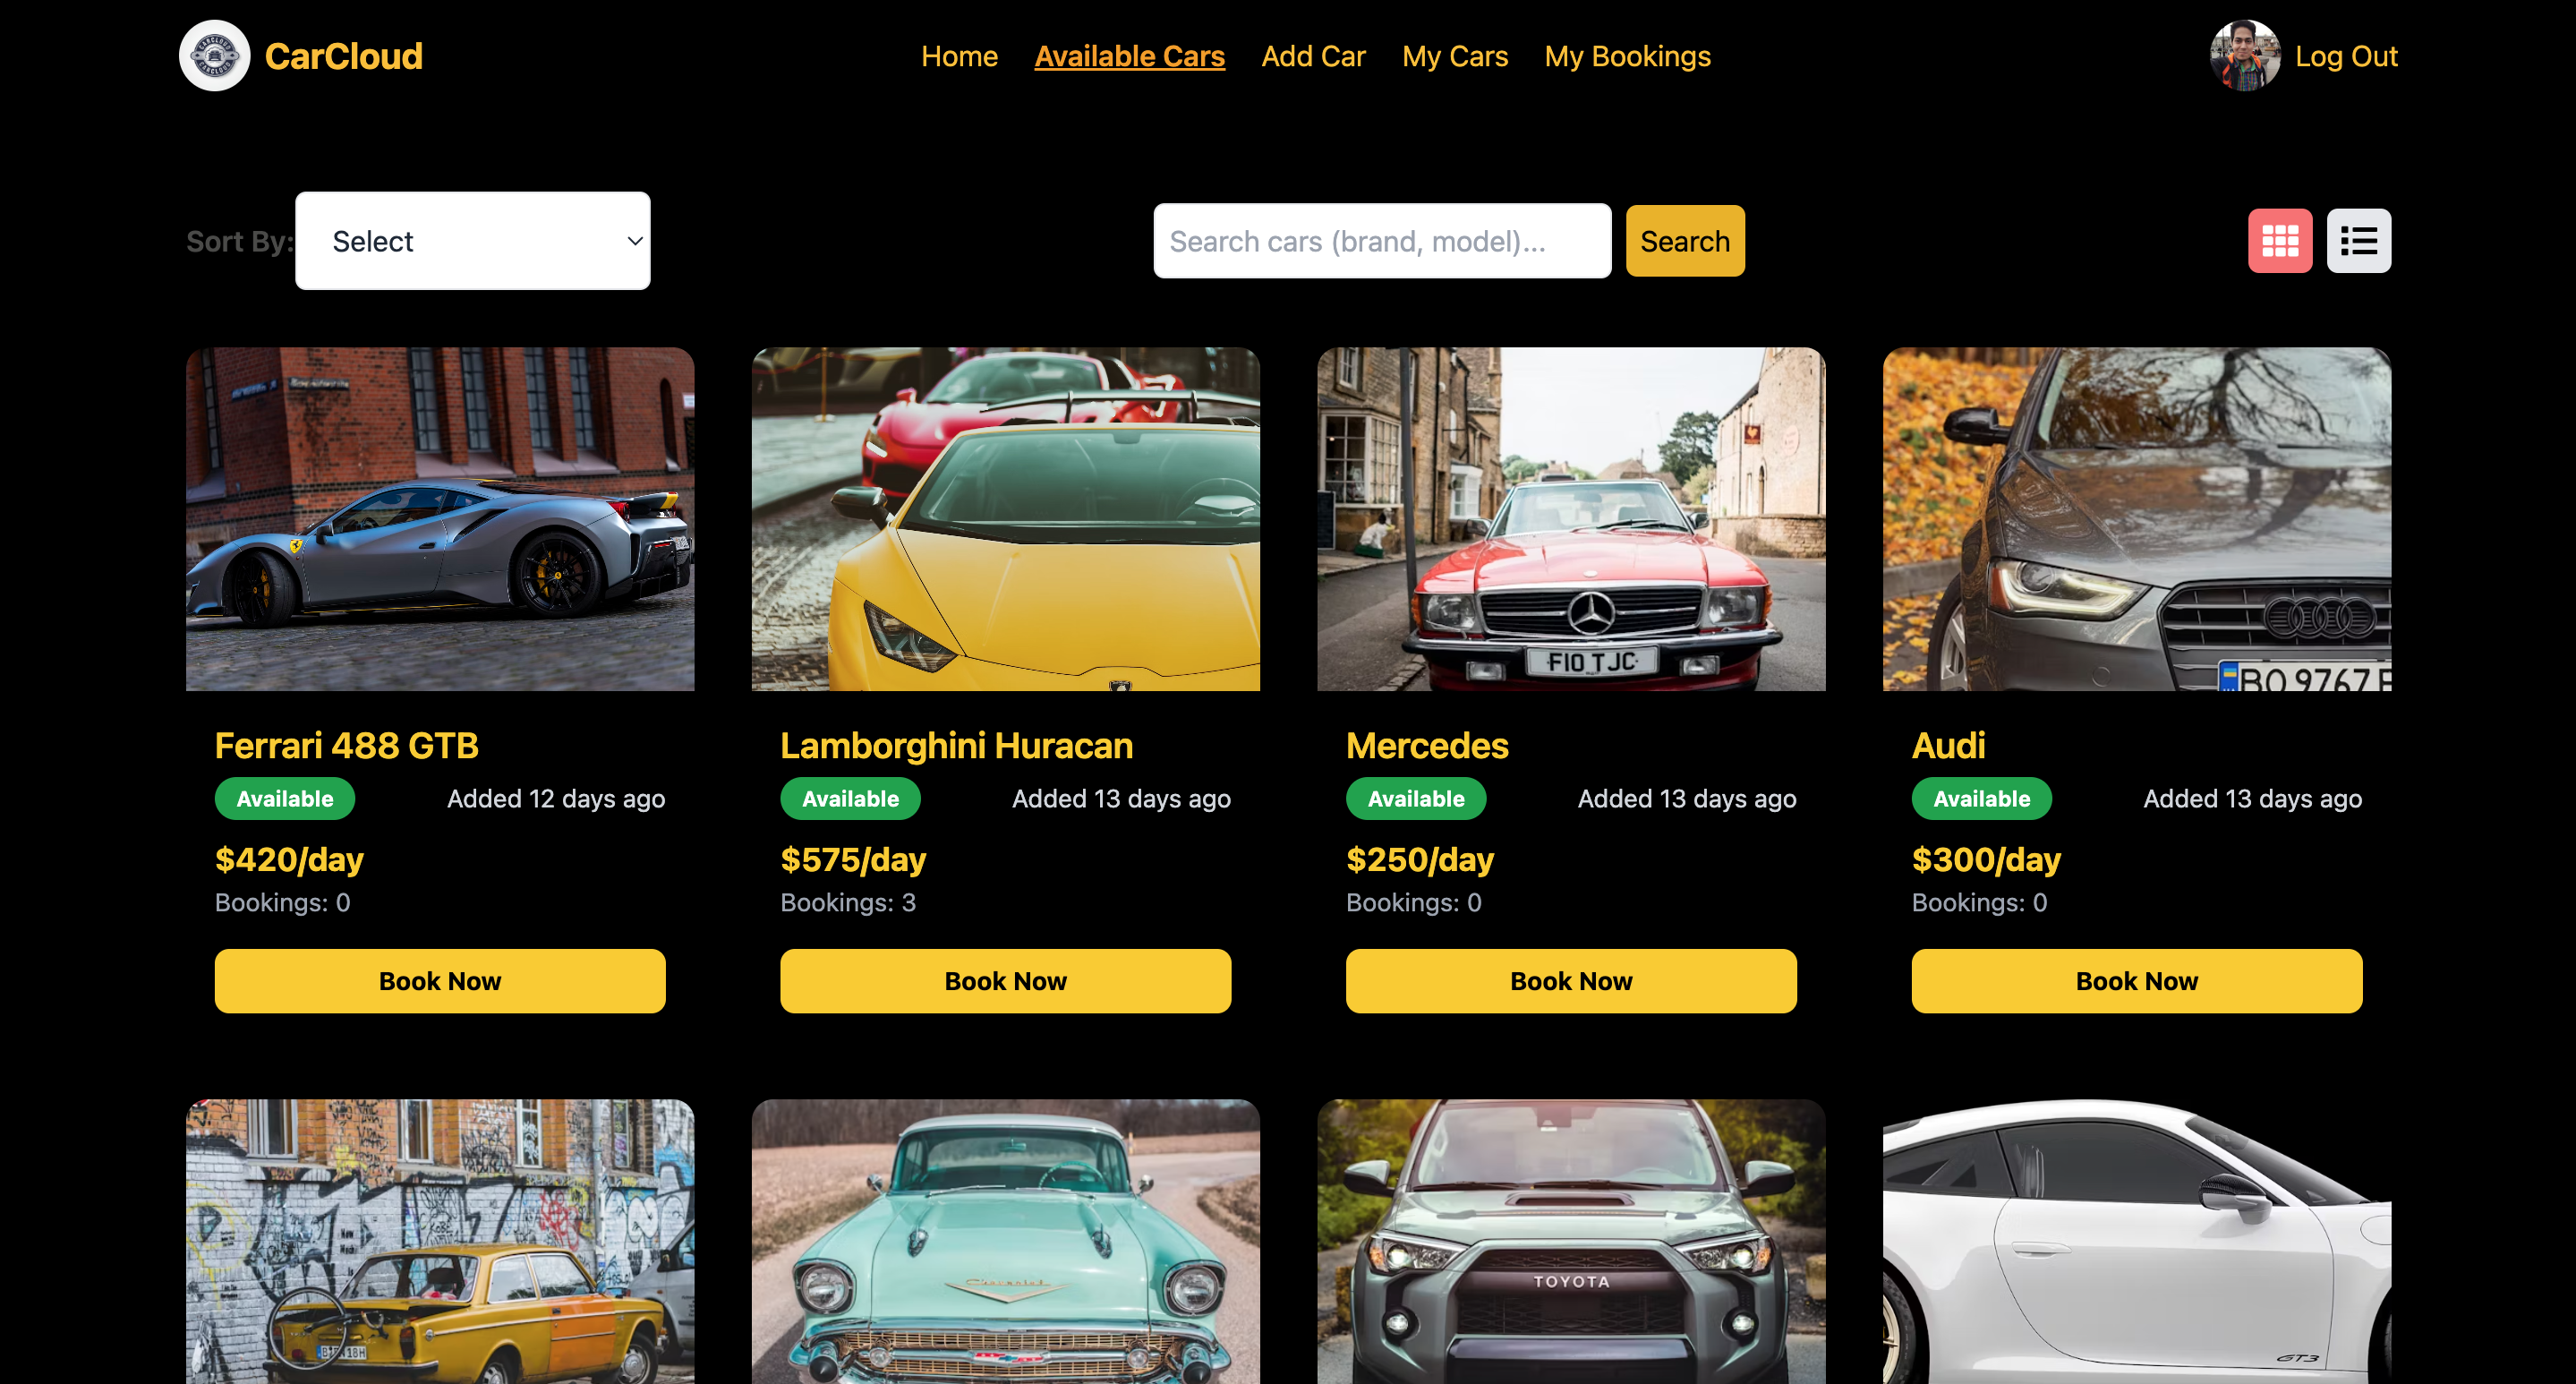 CARCLOUD
CARCLOUD
CarCloud
Home
Available Cars
Add Car
My Cars
My Bookings
Log Out
Sort By:
Select
Search cars (brand, model)...
Search
F10 TJC
BO 9767
Ferrari 488 GTB
Available
Added 12 days ago
$420/day
Bookings: 0
Book Now
Lamborghini Huracan
Available
Added 13 days ago
$575/day
Bookings: 3
Book Now
Mercedes
Available
Added 13 days ago
$250/day
Bookings: 0
Book Now
Audi
Available
Added 13 days ago
$300/day
Bookings: 0
Book Now
Chevrolet
TOYOTA
GT3